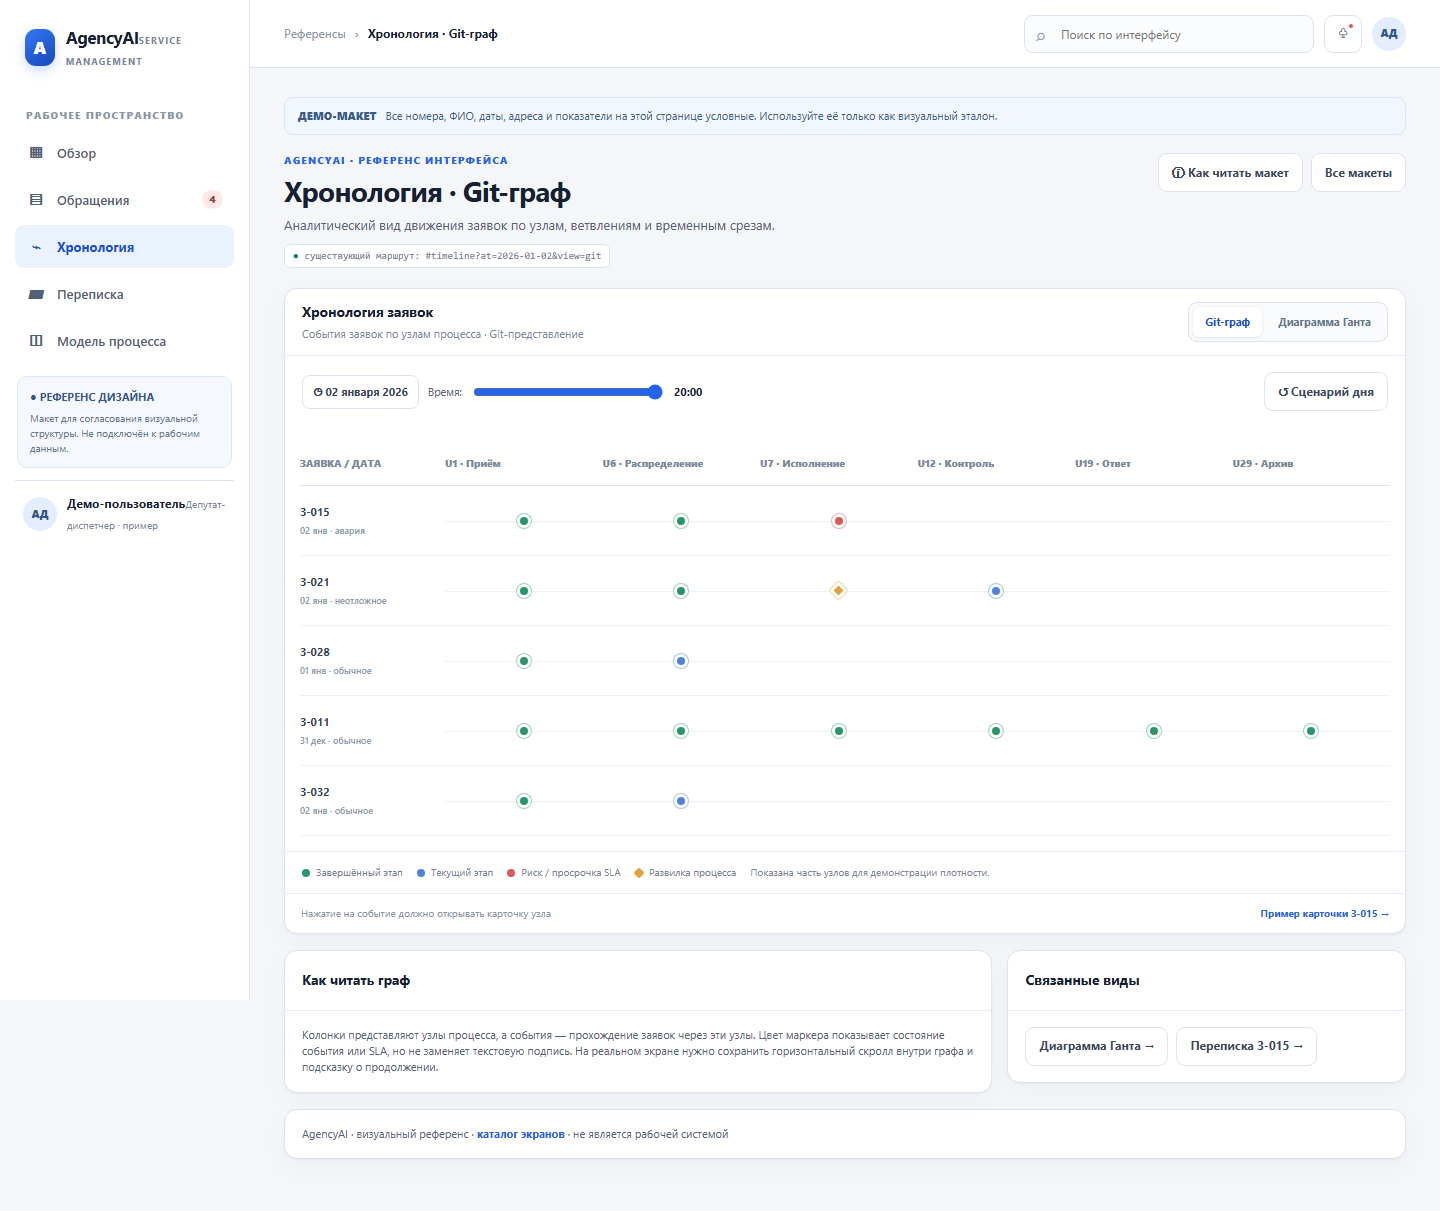 A
AgencyAI SERVICE
MANAGEMENT
РАБОЧЕЕ ПРОСТРАНСТВО
Обзор
Обращения 4
Хронология
Переписка
Модель процесса
● РЕФЕРЕНС ДИЗАЙНА
Макет для согласования визуальной
структуры. Не подключён к рабочим
данным.
АД
Демо-пользователь Депутат-
диспетчер · пример
Референсы › Хронология · Git-граф
Поиск по интерфейсу
АД
ДЕМО-МАКЕТ Все номера, ФИО, даты, адреса и показатели на этой странице условные. Используйте её только как визуальный эталон.
AGENCYAI · РЕФЕРЕНС ИНТЕРФЕЙСА
Хронология · Git-граф
Аналитический вид движения заявок по узлам, ветвлениям и временным срезам.
● существующий маршрут: #timeline?at=2026-01-02&view=git
ⓘ Как читать макет
Все макеты
Хронология заявок
События заявок по узлам процесса · Git-представление
Git-граф
Диаграмма Ганта
◷ 02 января 2026
Время:
20:00
↺ Сценарий дня
ЗАЯВКА / ДАТА U1 · Приём U6 · Распределение U7 · Исполнение U12 · Контроль U19 · Ответ U29 · Архив
З-015
02 янв · авария
З-021
02 янв · неотложное
З-028
01 янв · обычное
З-011
31 дек · обычное
З-032
02 янв · обычное
Завершённый этап Текущий этап Риск / просрочка SLA Развилка процесса Показана часть узлов для демонстрации плотности.
Нажатие на событие должно открывать карточку узла
Пример карточки З-015 →
Как читать граф
Колонки представляют узлы процесса, а события — прохождение заявок через эти узлы. Цвет маркера показывает состояние
события или SLA, но не заменяет текстовую подпись. На реальном экране нужно сохранить горизонтальный скролл внутри графа и
подсказку о продолжении.
Связанные виды
Диаграмма Ганта →
Переписка З-015 →
AgencyAI · визуальный референс · каталог экранов · не является рабочей системой